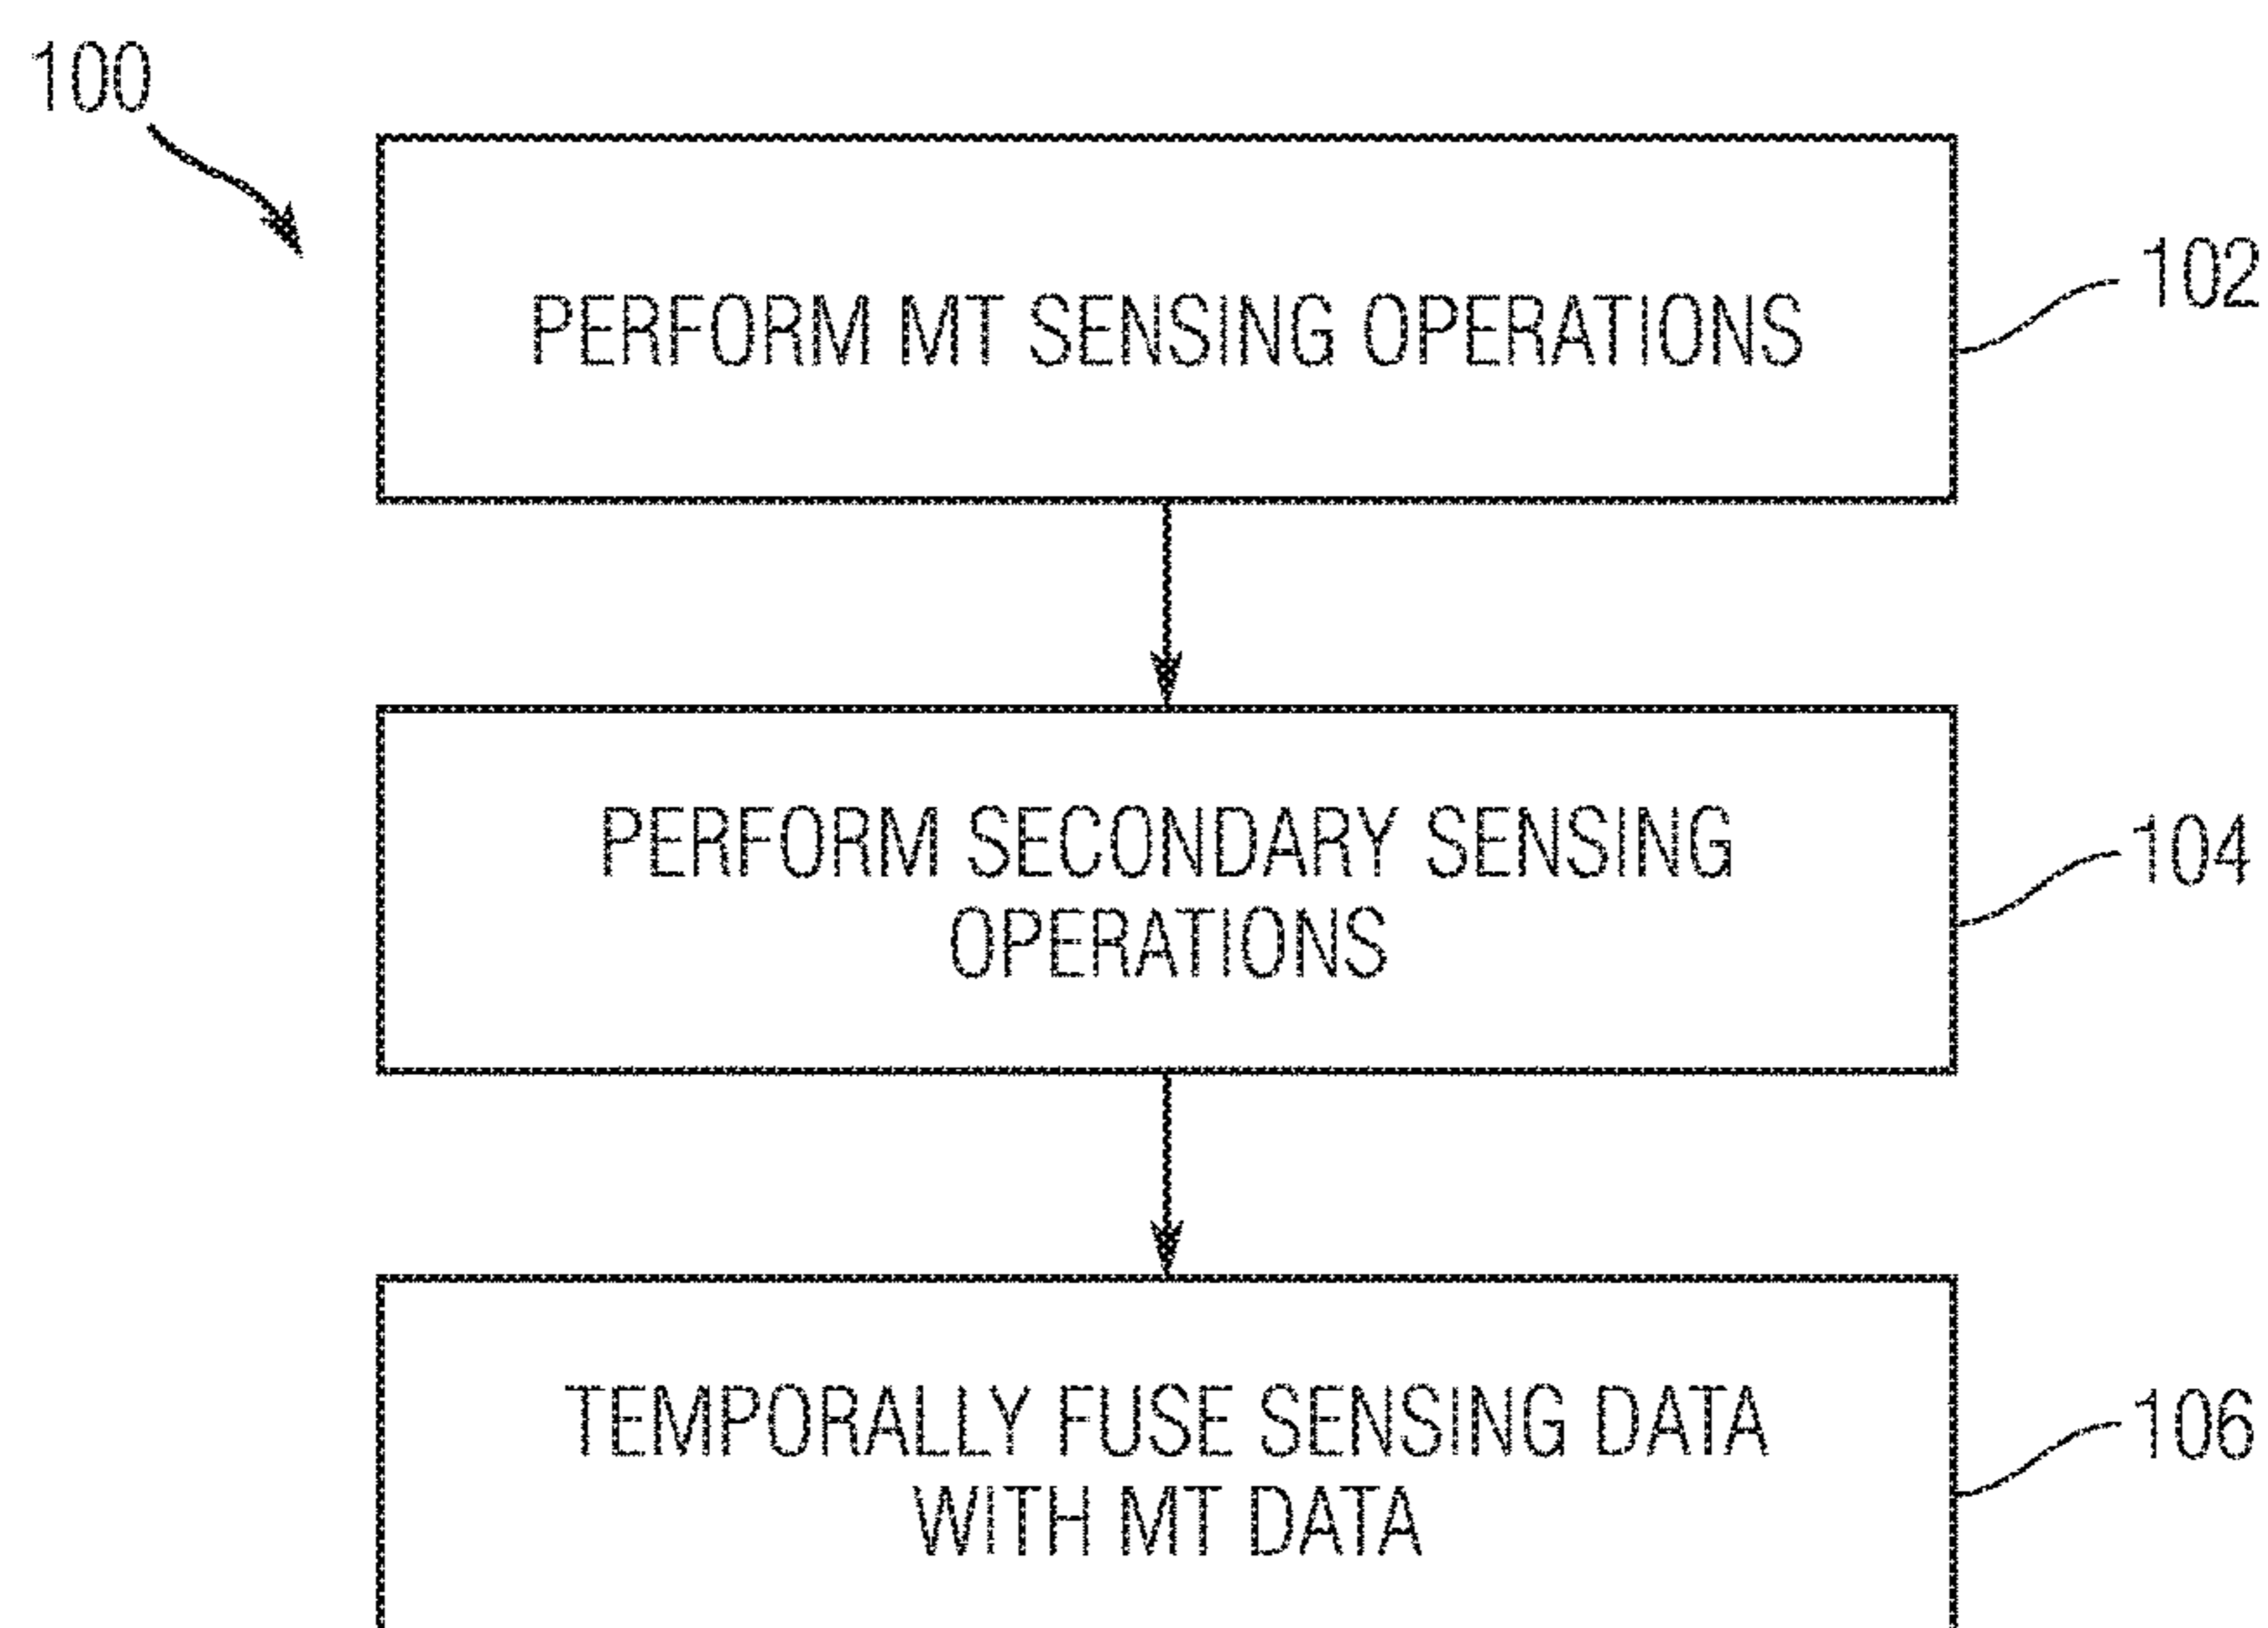 100
PERFORM MT SENSING OPERATIONS
102
PERFORM SECONDARY SENSING
OPERATIONS
104
TEMPORALLY FUSE SENSING DATA
WITH MT DATA
106